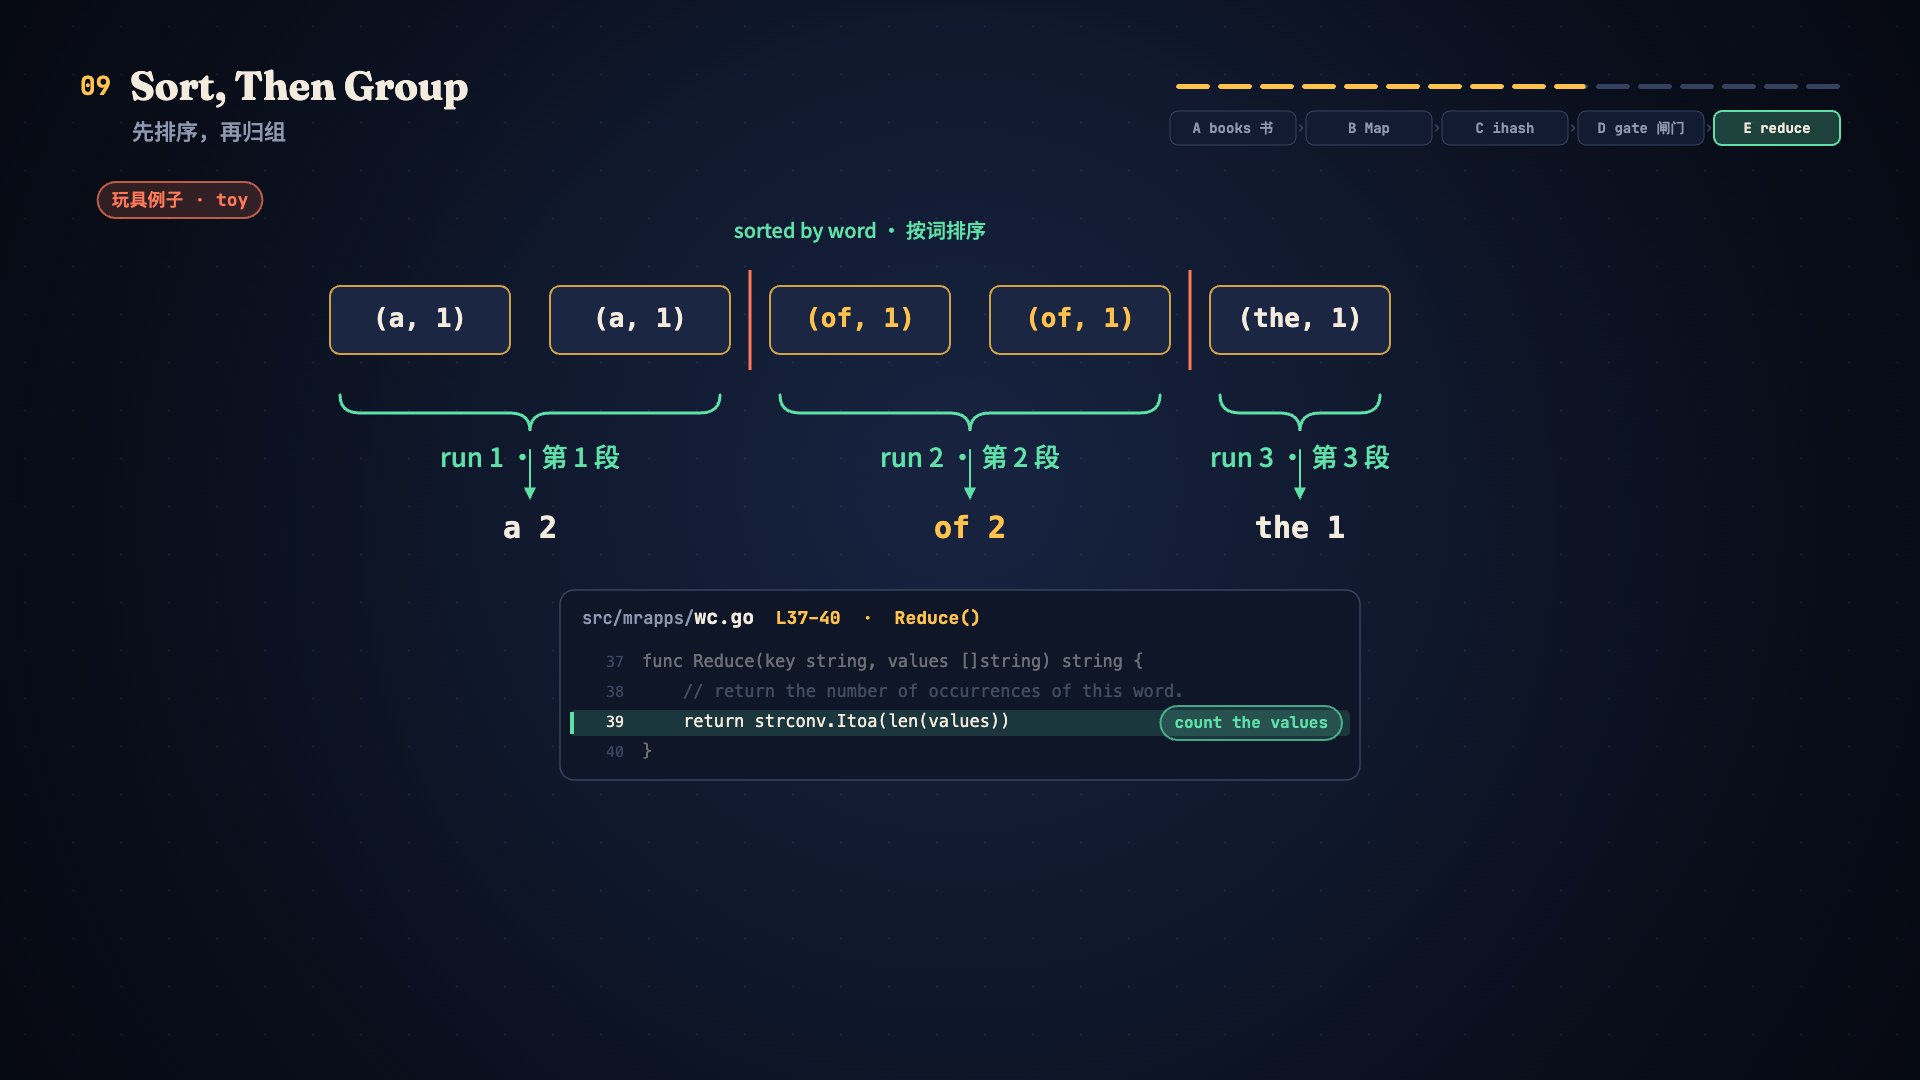 09 Sort, Then Group
先排序，再归组
A books 书 › B Map › C ihash › D gate 闸门 › E reduce
玩具例子 · toy
sorted by word · 按词排序
(a, 1) (a, 1) (of, 1) (of, 1) (the, 1)
run 1 · 第 1 段 run 2 · 第 2 段 run 3 · 第 3 段
a 2 of 2 the 1
src/mrapps/wc.go L37–40 · Reduce()
37 func Reduce(key string, values []string) string {
38 // return the number of occurrences of this word.
39 return strconv.Itoa(len(values)) count the values
40 }